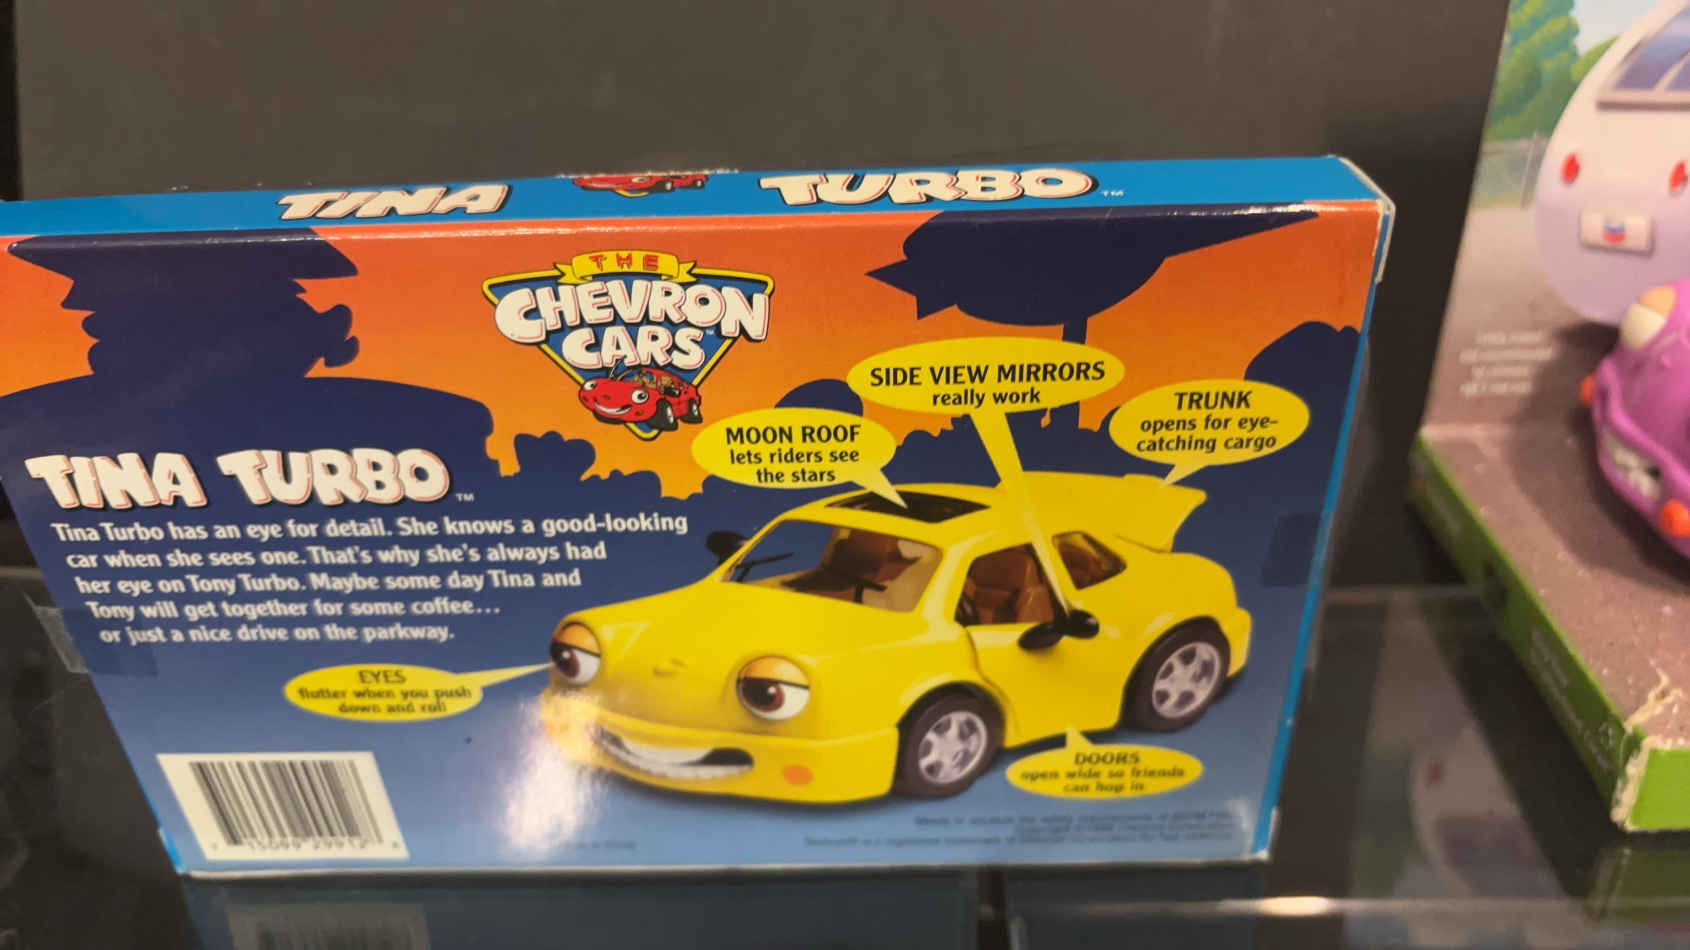 TINA TURBO™
THE
CHEVRON
CARS™
SIDE VIEW MIRRORS
really work
TRUNK
opens for eye-
catching cargo
MOON ROOF
lets riders see
the stars
TINA TURBO™
Tina Turbo has an eye for detail. She knows a good-looking
car when she sees one. That's why she's always had
her eye on Tony Turbo. Maybe some day Tina and
Tony will get together for some coffee...
or just a nice drive on the parkway.
EYES
flutter when you push
down and roll
DOORS
open wide so friends
can hop in